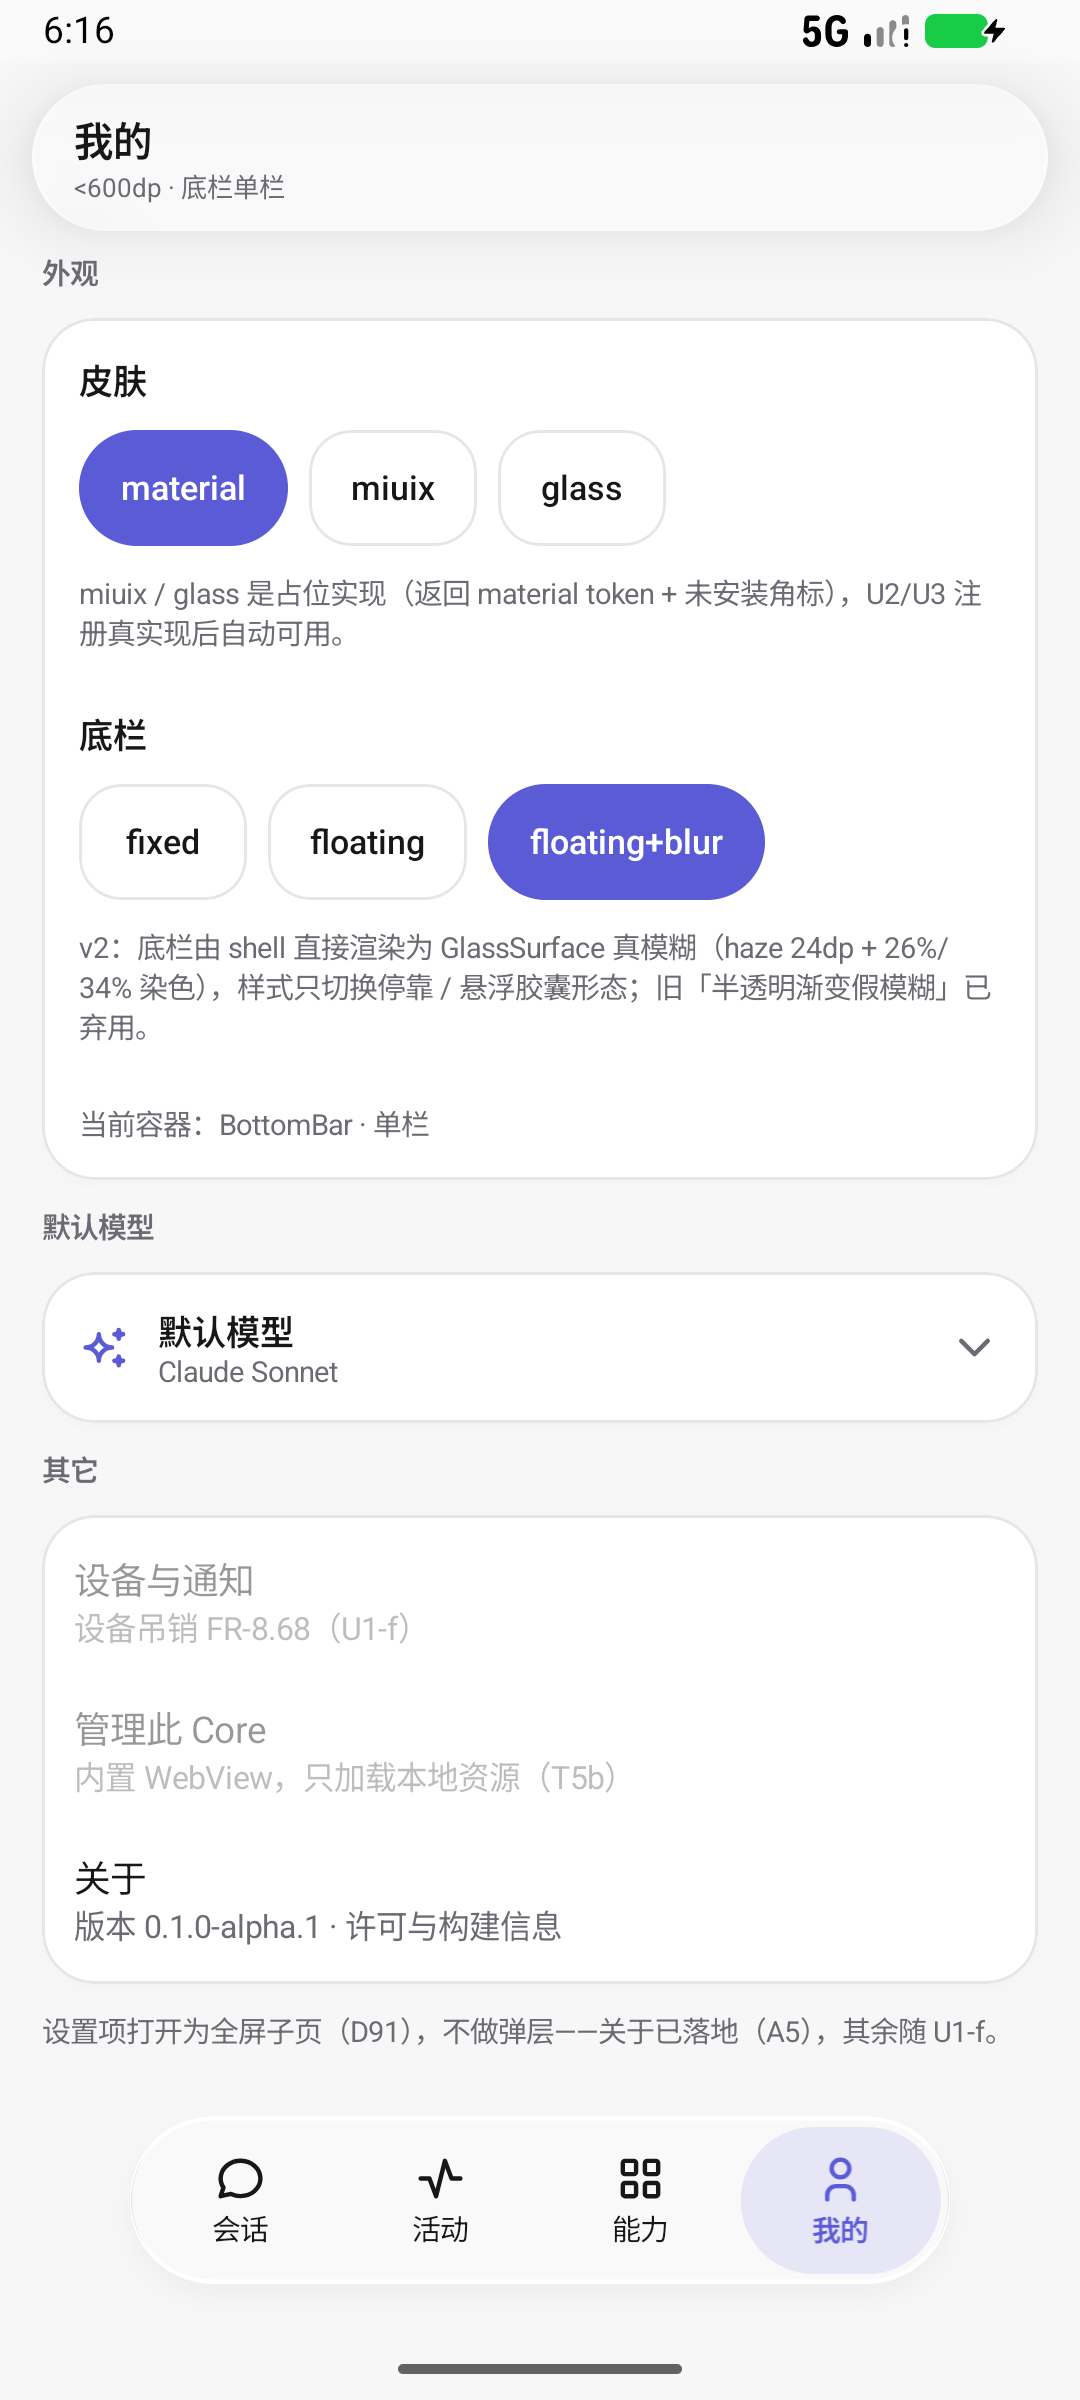 6:16
5G
我的
<600dp · 底栏单栏
外观
皮肤
material
miuix
glass
miuix / glass 是占位实现（返回 material token + 未安装角标），U2/U3 注
册真实现后自动可用。
底栏
fixed
floating
floating+blur
v2：底栏由 shell 直接渲染为 GlassSurface 真模糊（haze 24dp + 26%/
34% 染色），样式只切换停靠 / 悬浮胶囊形态；旧「半透明渐变假模糊」已
弃用。
当前容器：BottomBar · 单栏
默认模型
默认模型
Claude Sonnet
其它
设备与通知
设备吊销 FR-8.68（U1-f）
管理此 Core
内置 WebView，只加载本地资源（T5b）
关于
版本 0.1.0-alpha.1 · 许可与构建信息
设置项打开为全屏子页（D91），不做弹层——关于已落地（A5），其余随 U1-f。
会话
活动
能力
我的